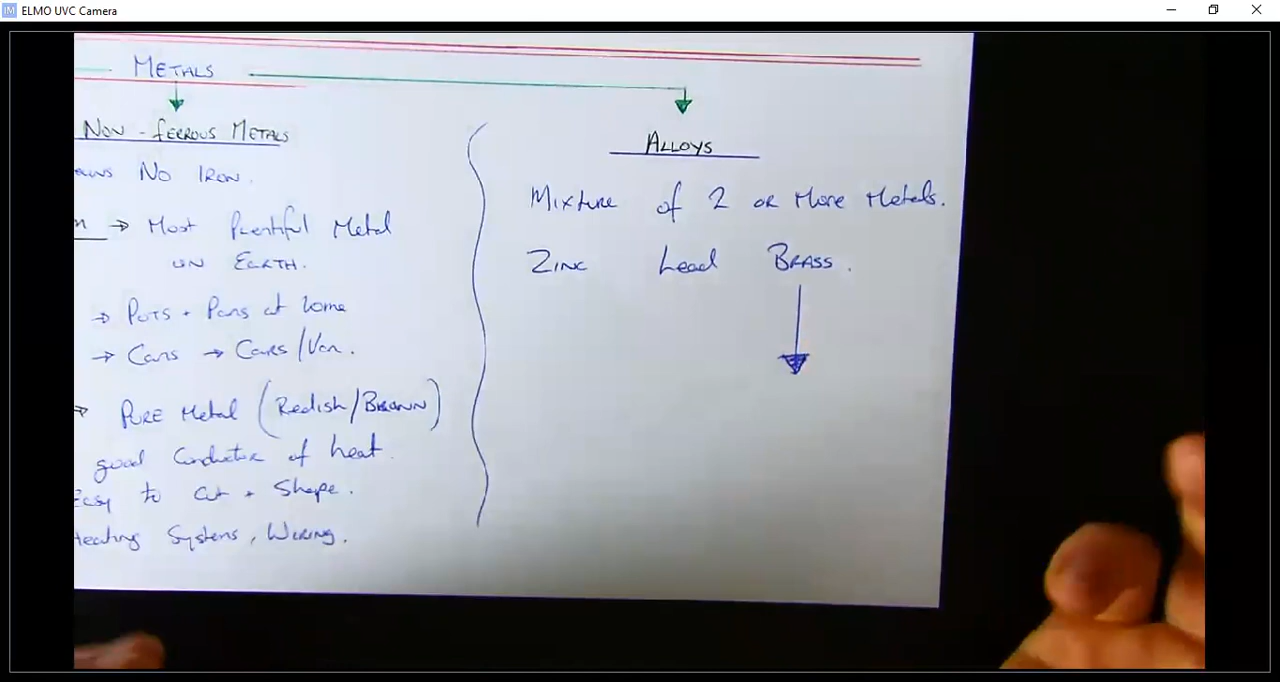 ELMO UVC Camera
METALS
NON-FERROUS METALS
No IRON.
→ Most Plentiful Metal
ON EARTH.
→ POTS + Pans at home
→ Cans → Cars/Van.
→ PURE Metal (Redish/BROWN)
good Conductor of heat.
Easy to Cut + Shape.
Heating Systems, WIRING.
ALLOYS
Mixture of 2 OR More Metals.
ZINC Lead BRASS.